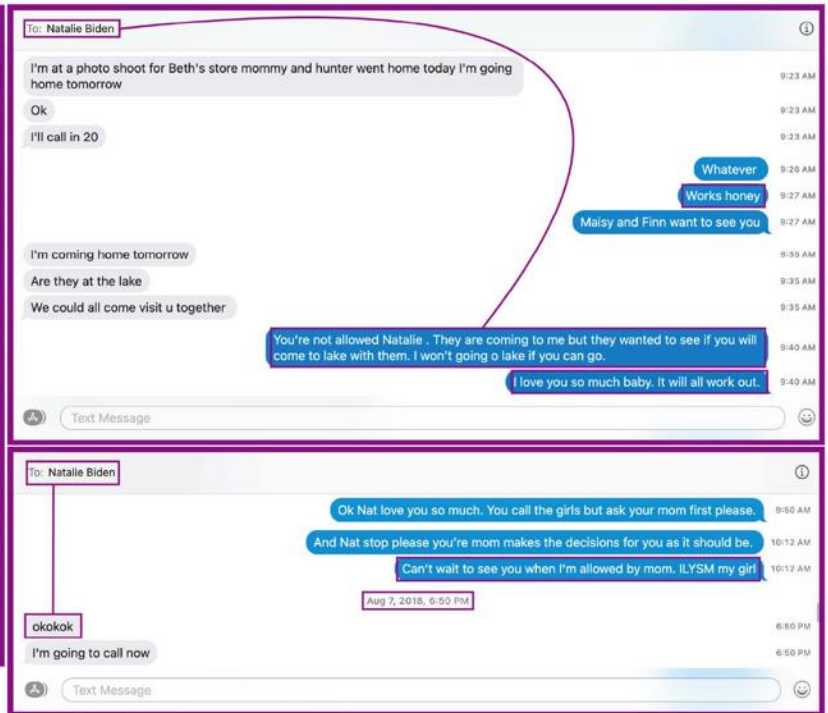 To: Natalie Biden
I'm at a photo shoot for Beth's store mommy and hunter went home today I'm going
home tomorrow
9:23 AM
Ok
9:23 AM
I'll call in 20
9:23 AM
Whatever
9:26 AM
Works honey
9:27 AM
Maisy and Finn want to see you
9:27 AM
I'm coming home tomorrow
9:35 AM
Are they at the lake
9:35 AM
We could all come visit u together
9:35 AM
You're not allowed Natalie . They are coming to me but they wanted to see if you will
come to lake with them. I won't going o lake if you can go.
9:40 AM
I love you so much baby. It will all work out.
9:40 AM
Text Message
To: Natalie Biden
Ok Nat love you so much. You call the girls but ask your mom first please.
9:50 AM
And Nat stop please you're mom makes the decisions for you as it should be.
10:12 AM
Can't wait to see you when I'm allowed by mom. ILYSM my girl
10:12 AM
Aug 7, 2018, 6:50 PM
okokok
6:50 PM
I'm going to call now
6:50 PM
Text Message